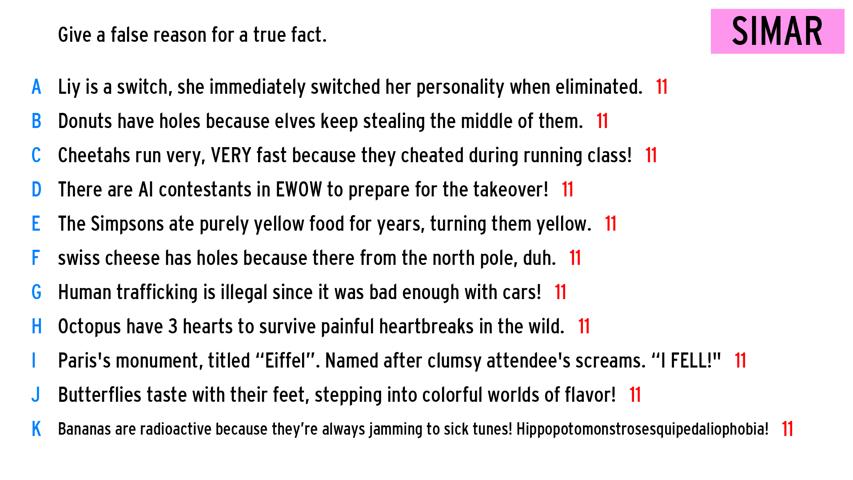 Give a false reason for a true fact.
SIMAR
A Liy is a switch, she immediately switched her personality when eliminated. 11
B Donuts have holes because elves keep stealing the middle of them. 11
C Cheetahs run very, VERY fast because they cheated during running class! 11
D There are AI contestants in EWOW to prepare for the takeover! 11
E The Simpsons ate purely yellow food for years, turning them yellow. 11
F swiss cheese has holes because there from the north pole, duh. 11
G Human trafficking is illegal since it was bad enough with cars! 11
H Octopus have 3 hearts to survive painful heartbreaks in the wild. 11
I Paris's monument, titled “Eiffel”. Named after clumsy attendee's screams. “I FELL!" 11
J Butterflies taste with their feet, stepping into colorful worlds of flavor! 11
K Bananas are radioactive because they’re always jamming to sick tunes! Hippopotomonstrosesquipedaliophobia! 11